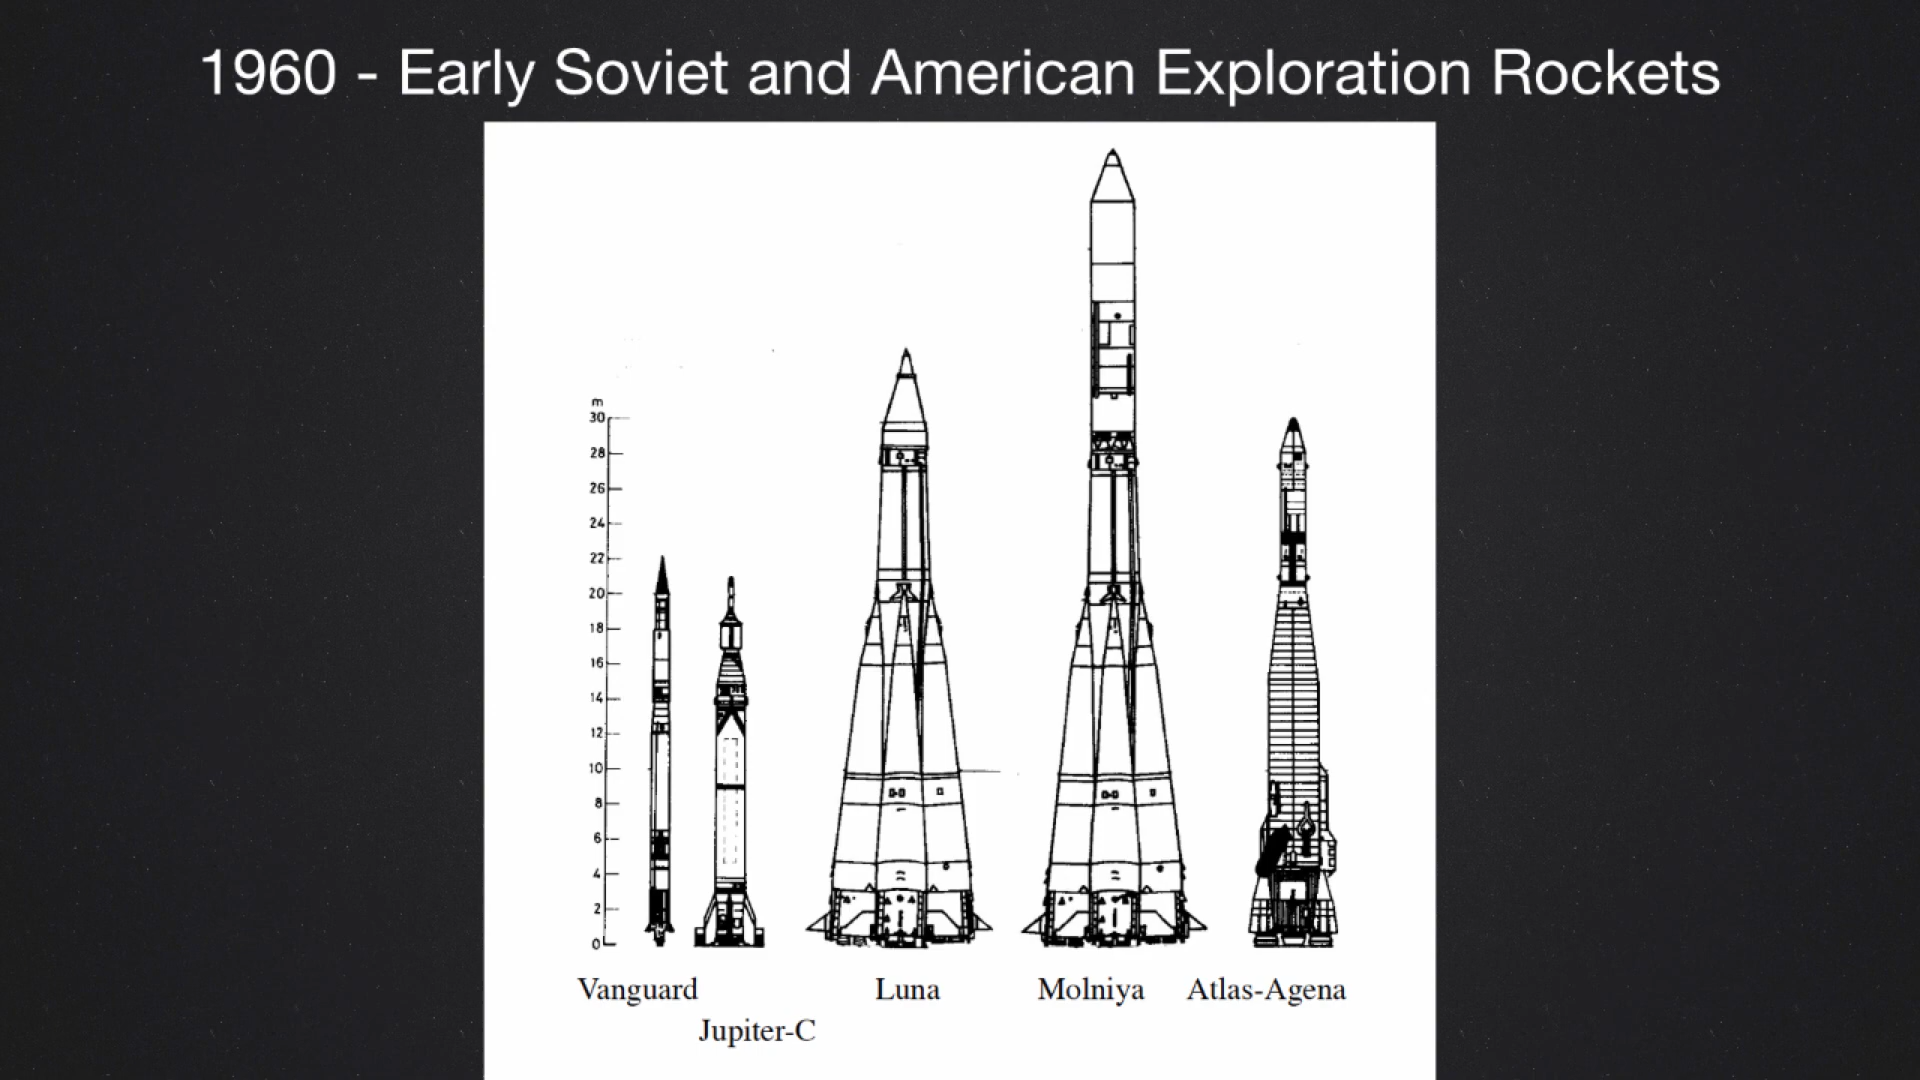 1960 - Early Soviet and American Exploration Rockets
m
30
28
26
24
22
20
18
16
14
12
10
8
6
4
2
0
Vanguard
Jupiter-C
Luna
Molniya
Atlas-Agena